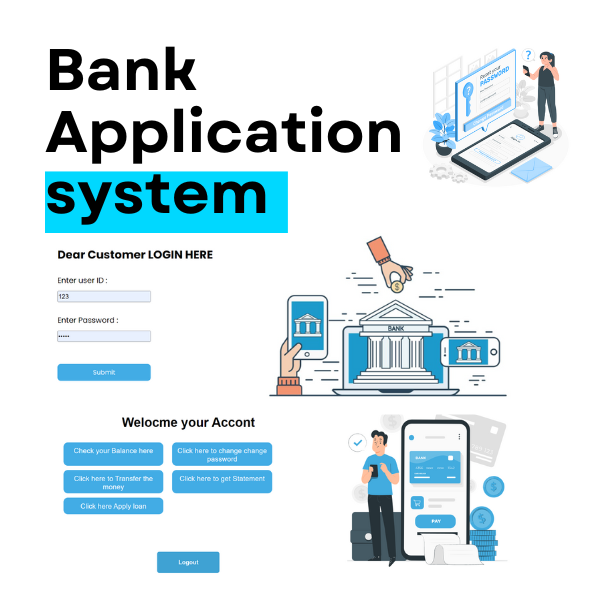 Bank
Application
system
?
PASSWORD
Dear Customer LOGIN HERE
Enter user ID :
123
Enter Password :
•••••
Submit
$
BANK
Welocme your Accont
Check your Balance here
Click here to change change
password
Click here to Transfer the
money
Click here to get Statement
Click here Apply loan
Logout
BANK
PAY
$
$